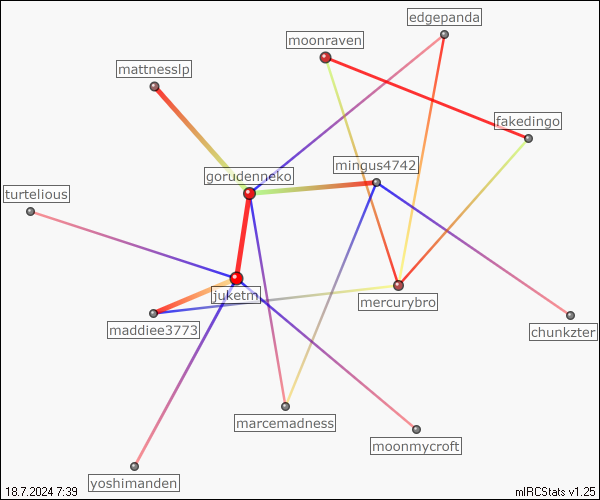 edgepanda
moonraven
mattnesslp
fakedingo
mingus4742
gorudenneko
turtelious
juketm
mercurybro
maddiee3773
chunkzter
marcemadness
moonmycroft
yoshimanden
18.7.2024 7:39
mIRCStats v1.25